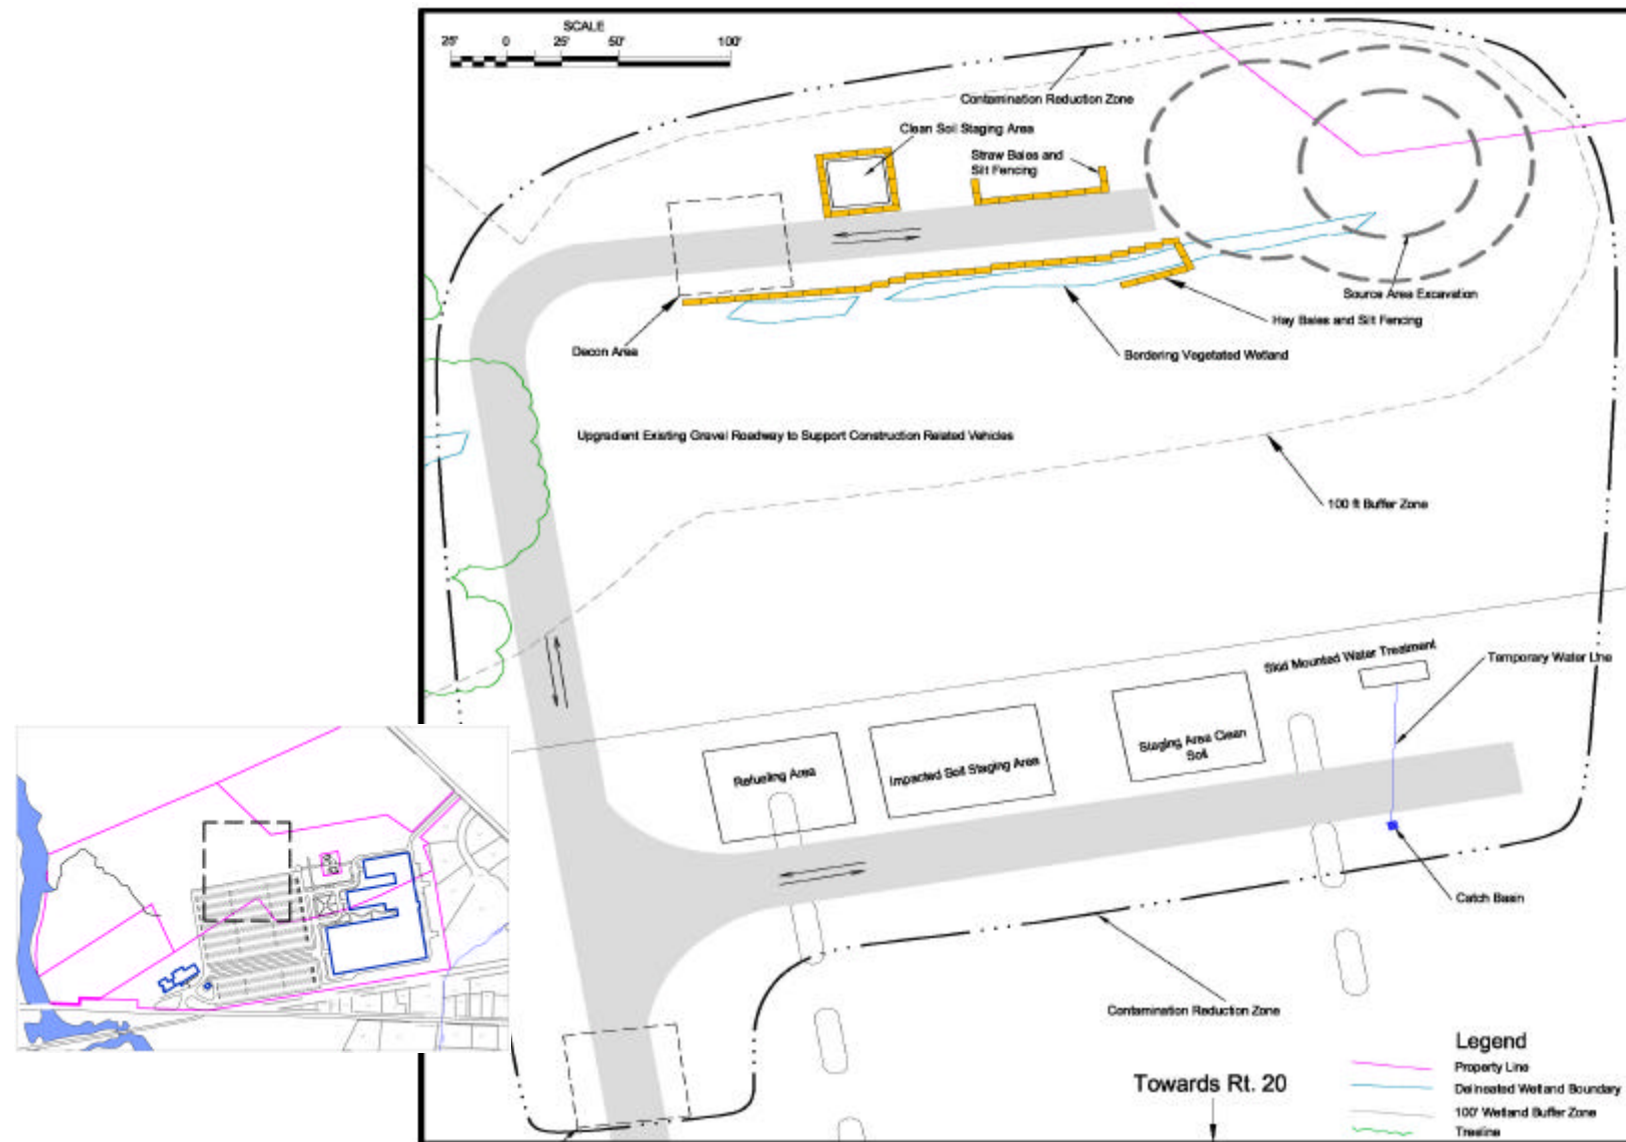 SCALE
25' 0 25' 50' 100'
Contamination Reduction Zone
Clean Soil Staging Area
Straw Bales and
Silt Fencing
Source Area Excavation
Hay Bales and Silt Fencing
Decon Area
Bordering Vegetated Wetland
Upgradient Existing Gravel Roadway to Support Construction Related Vehicles
100 ft Buffer Zone
Skid Mounted Water Treatment
Temporary Water Line
Staging Area Clean
Soil
Refueling Area
Impacted Soil Staging Area
Catch Basin
Contamination Reduction Zone
Towards Rt. 20
Legend
Property Line
Delineated Wetland Boundary
100' Wetland Buffer Zone
Treeline